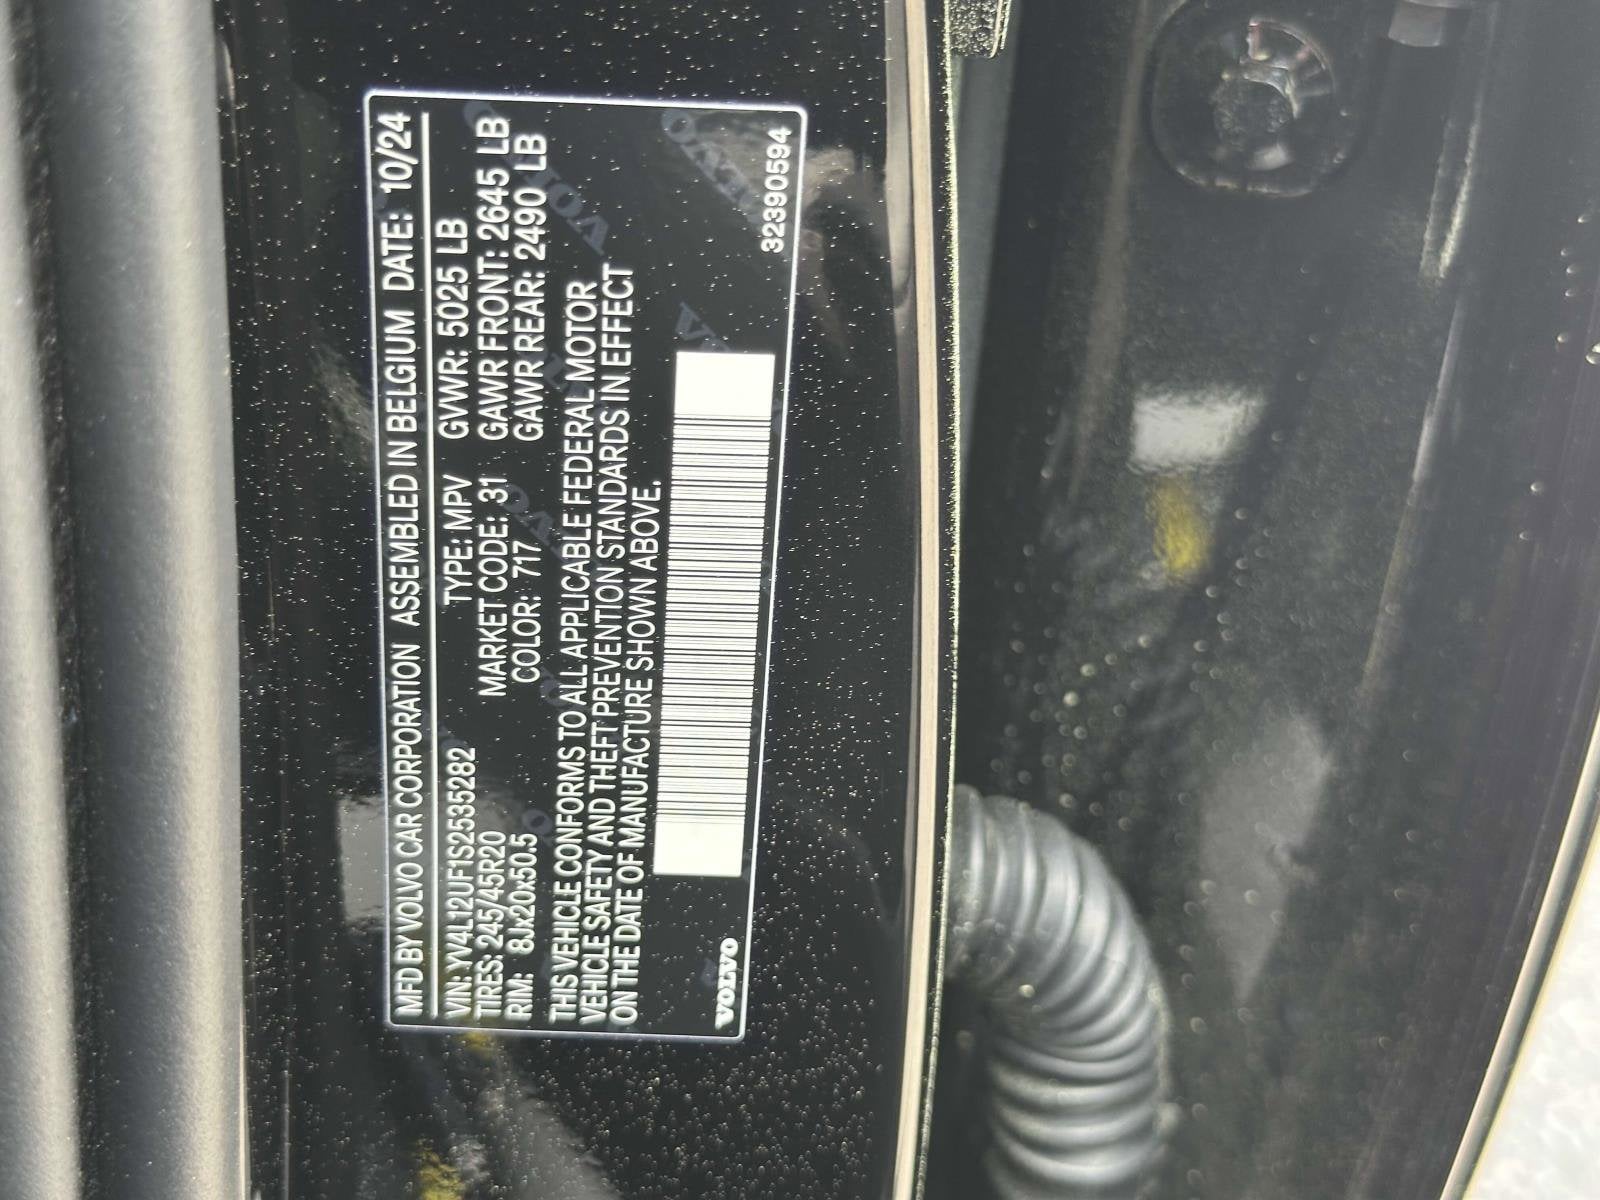 MFD BY VOLVO CAR CORPORATION ASSEMBLED IN BELGIUM DATE: 10/24
VIN: YV4L12UF1S2535282 TYPE: MPV GVWR: 5025 LB
TIRES: 245/45R20 MARKET CODE: 31 GAWR FRONT: 2645 LB
RIM: 8Jx20x50.5 COLOR: 717 GAWR REAR: 2490 LB
THIS VEHICLE CONFORMS TO ALL APPLICABLE FEDERAL MOTOR
VEHICLE SAFETY AND THEFT PREVENTION STANDARDS IN EFFECT
ON THE DATE OF MANUFACTURE SHOWN ABOVE.
VOLVO 32390594